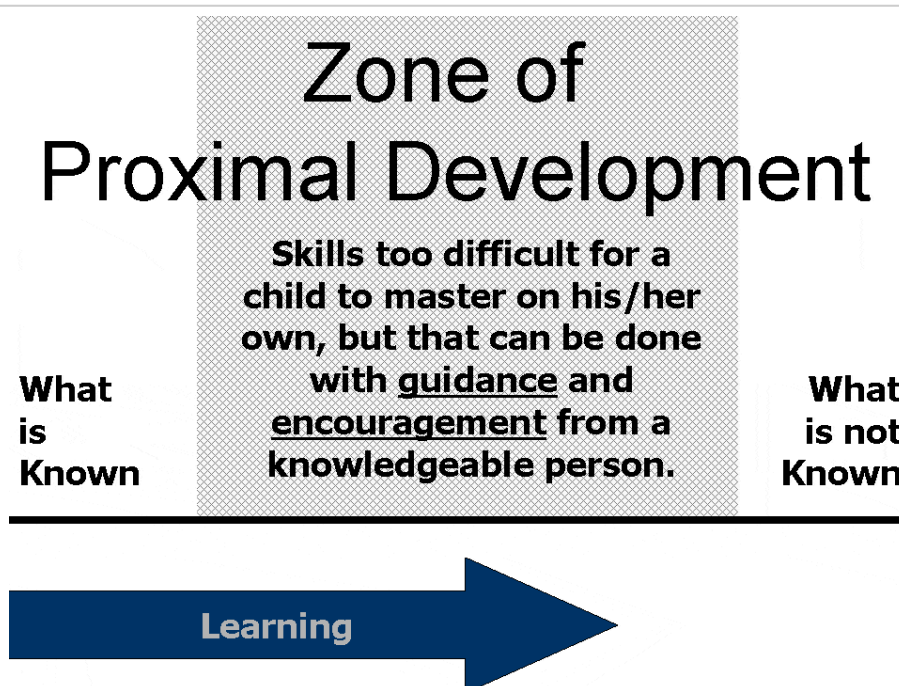 Zone of
Proximal Development
Skills too difficult for a
child to master on his/her
own, but that can be done
with guidance and
encouragement from a
knowledgeable person.
What
is
Known
What
is not
Known
Learning